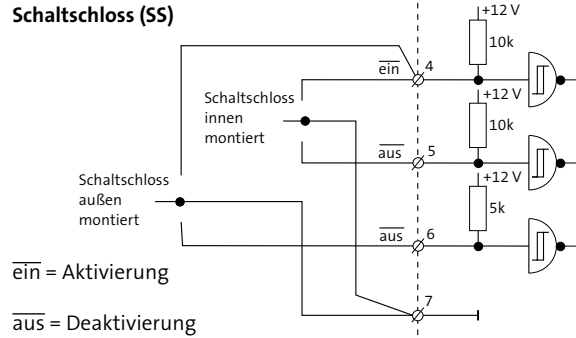 Schaltschloss (SS)
+12 V
10k
ein
4
+12 V
Schaltschloss
innen
montiert
10k
aus
5
+12 V
Schaltschloss
außen
montiert
5k
aus
6
ein = Aktivierung
7
aus = Deaktivierung